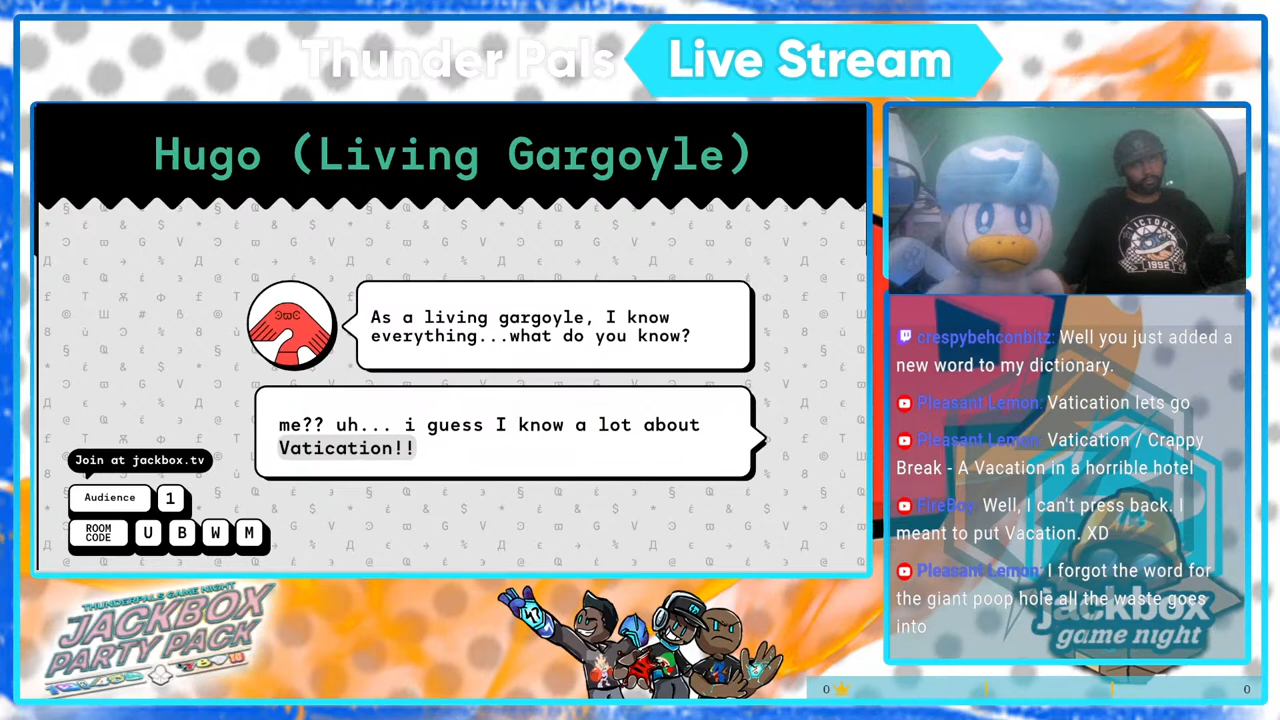 Thunder Pals
Live Stream
Hugo (Living Gargoyle)
As a living gargoyle, I know
everything...what do you know?
me?? uh... i guess I know a lot about
Vatication!!
Join at jackbox.tv
Audience 1
ROOM
CODE
U B W M
VICTORY
1992
crespybehconbitz: Well you just added a
new word to my dictionary.
Pleasant Lemon: Vatication lets go
Pleasant Lemon: Vatication / Crappy
Break - A Vacation in a horrible hotel
FireBoy: Well, I can't press back. I
meant to put Vacation. XD
Pleasant Lemon: I forgot the word for
the giant poop hole all the waste goes
into
jackbox
game night
THUNDERPALS GAME NIGHT
JACKBOX
PARTY PACK
0
0